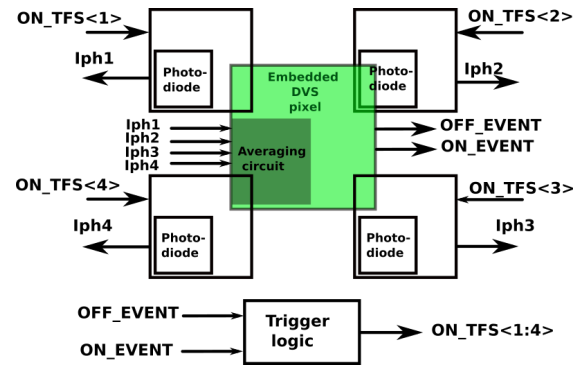 ON_TFS<1>
ON_TFS<2>
Iph1
Photo-
diode
Embedded
DVS
pixel
Photo-
diode
Iph2
Iph1
Iph2
Iph3
Iph4
Averaging
circuit
OFF_EVENT
ON_EVENT
ON_TFS<4>
ON_TFS<3>
Iph4
Photo-
diode
Photo-
diode
Iph3
OFF_EVENT
ON_EVENT
Trigger
logic
ON_TFS<1:4>